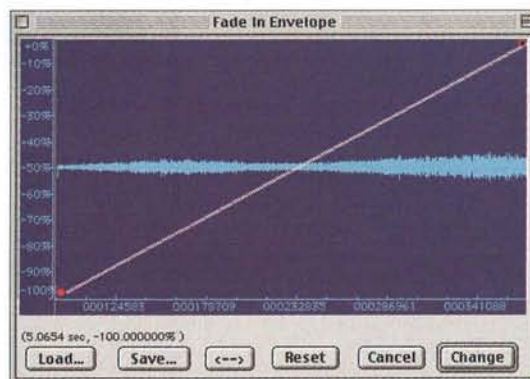 Fade In Envelope
+0%
-10%
-20%
-30%
-40%
-50%
-60%
-70%
-80%
-90%
-100%
000124583 000178709 000232835 000286961 000341088
(5.0654 sec, -100.000000% )
Load... Save... <--> Reset Cancel Change